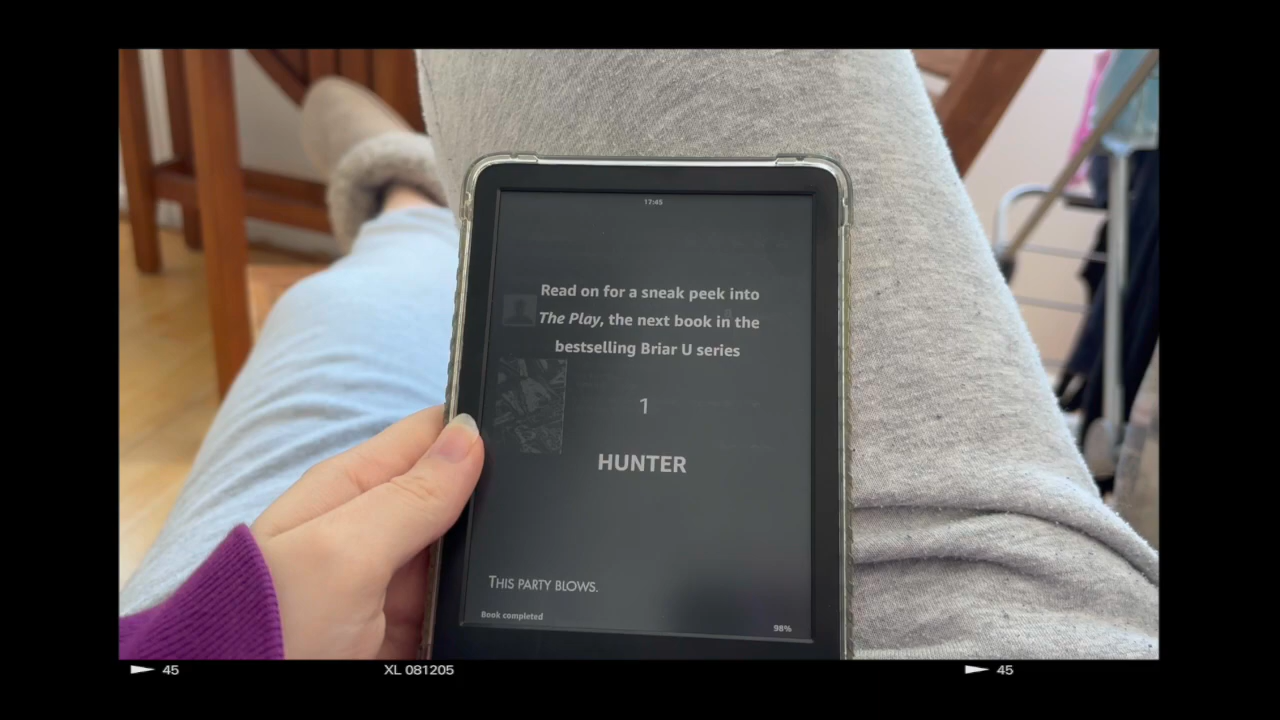 17:45
Read on for a sneak peek into
The Play, the next book in the
bestselling Briar U series
1
HUNTER
THIS PARTY BLOWS.
Book completed
98%
45
XL 081205
45